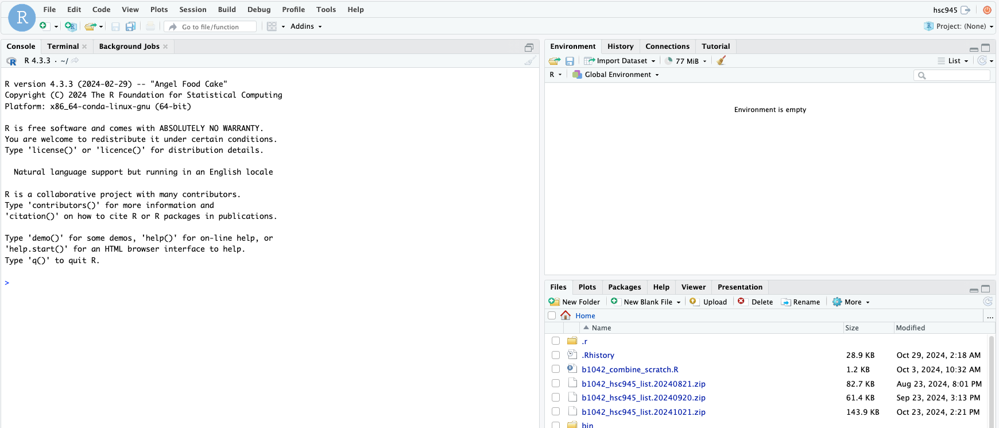 File Edit Code View Plots Session Build Debug Profile Tools Help
hsc945
R
Go to file/function
Addins
Project: (None)
Console Terminal Background Jobs
R 4.3.3 · ~/
R version 4.3.3 (2024-02-29) -- "Angel Food Cake"
Copyright (C) 2024 The R Foundation for Statistical Computing
Platform: x86_64-conda-linux-gnu (64-bit)
R is free software and comes with ABSOLUTELY NO WARRANTY.
You are welcome to redistribute it under certain conditions.
Type 'license()' or 'licence()' for distribution details.
Natural language support but running in an English locale
R is a collaborative project with many contributors.
Type 'contributors()' for more information and
'citation()' on how to cite R or R packages in publications.
Type 'demo()' for some demos, 'help()' for on-line help, or
'help.start()' for an HTML browser interface to help.
Type 'q()' to quit R.
>
Environment History Connections Tutorial
Import Dataset 77 MiB List
R Global Environment
Environment is empty
Files Plots Packages Help Viewer Presentation
New Folder New Blank File Upload Delete Rename More
Home ...
Name Size Modified
.r
.Rhistory 28.9 KB Oct 29, 2024, 2:18 AM
b1042_combine_scratch.R 1.2 KB Oct 3, 2024, 10:32 AM
b1042_hsc945_list.20240821.zip 82.7 KB Aug 23, 2024, 8:01 PM
b1042_hsc945_list.20240920.zip 61.4 KB Sep 23, 2024, 3:13 PM
b1042_hsc945_list.20241021.zip 143.9 KB Oct 23, 2024, 2:21 PM
bin